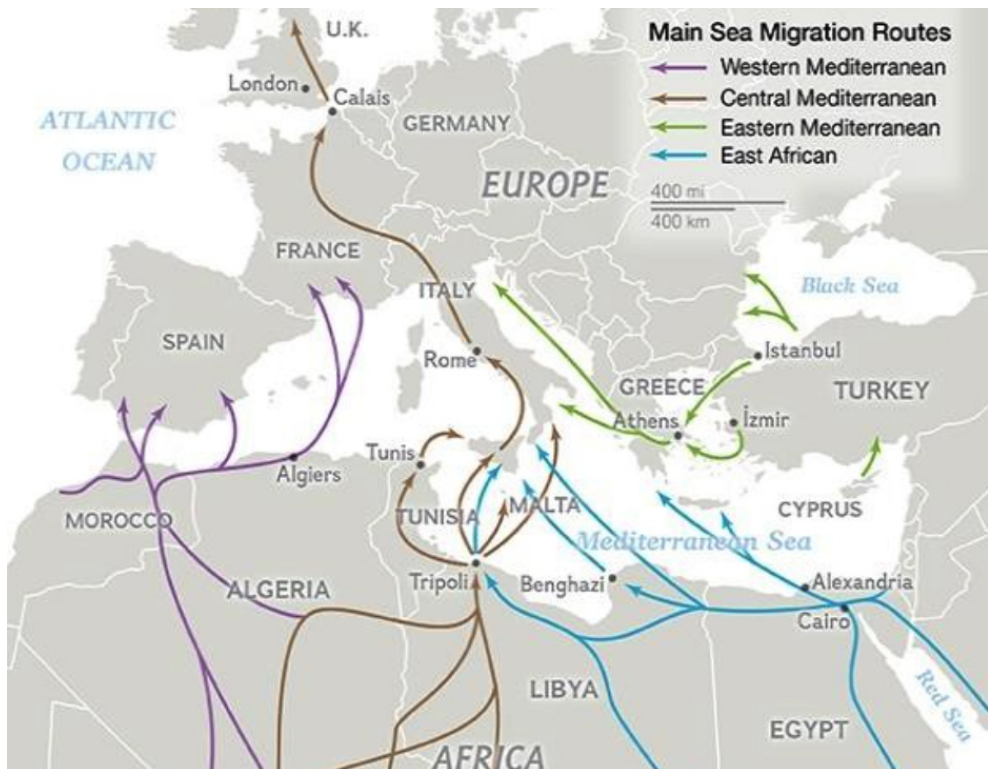 U.K.
Main Sea Migration Routes
Western Mediterranean
Central Mediterranean
Eastern Mediterranean
East African
400 mi
400 km
London
Calais
ATLANTIC
OCEAN
GERMANY
EUROPE
FRANCE
ITALY
Black Sea
SPAIN
Rome
Istanbul
GREECE
TURKEY
Athens
İzmir
Tunis
Algiers
MOROCCO
TUNISIA
MALTA
CYPRUS
Mediterranean Sea
ALGERIA
Tripoli
Benghazi
Alexandria
Cairo
LIBYA
Red Sea
EGYPT
AFRICA